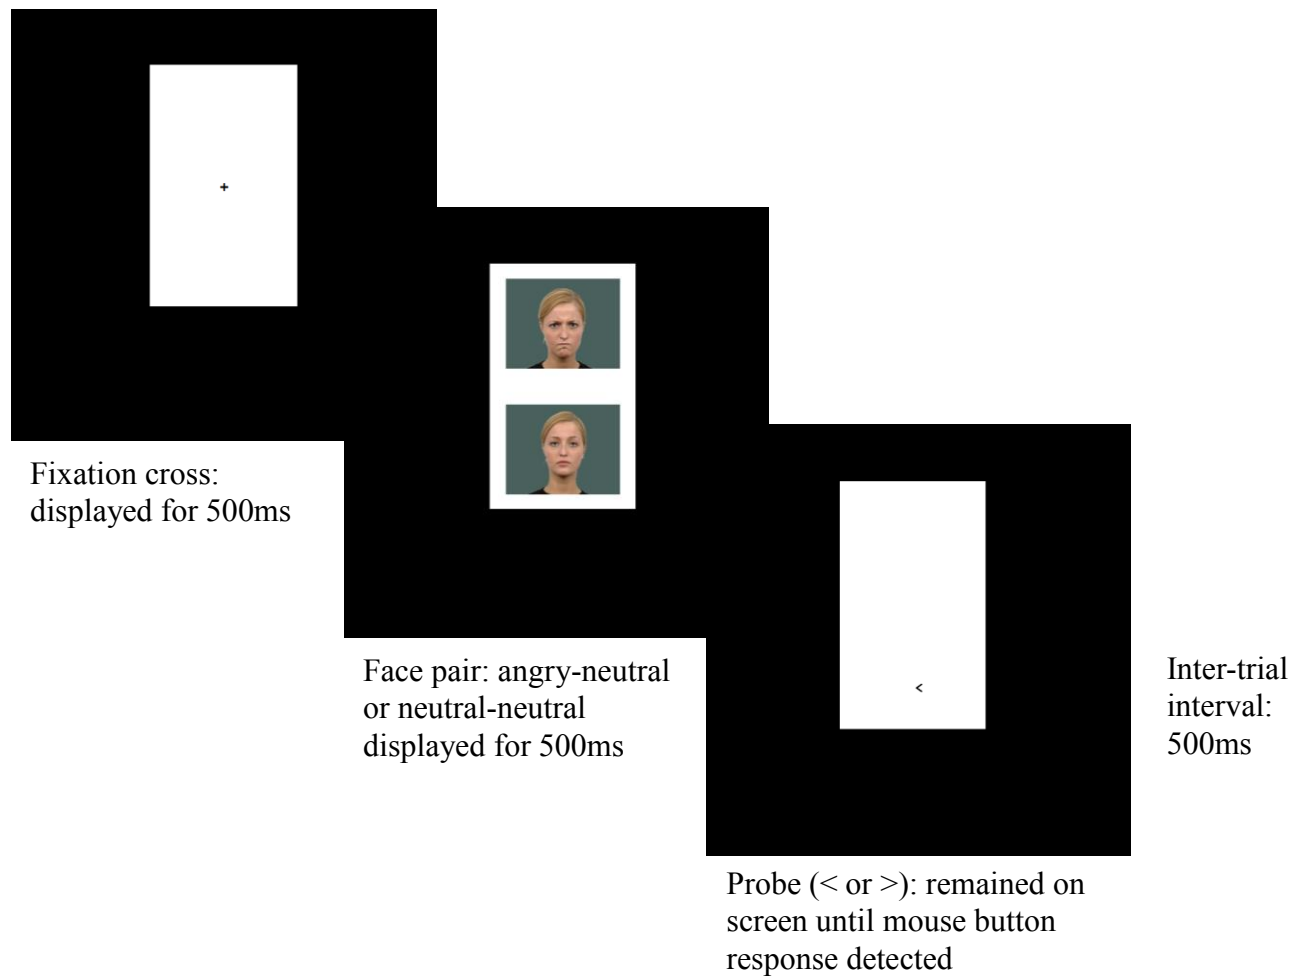 +
Fixation cross:
displayed for 500ms
Face pair: angry-neutral
or neutral-neutral
displayed for 500ms
<
Probe (< or >): remained on
screen until mouse button
response detected
Inter-trial
interval:
500ms